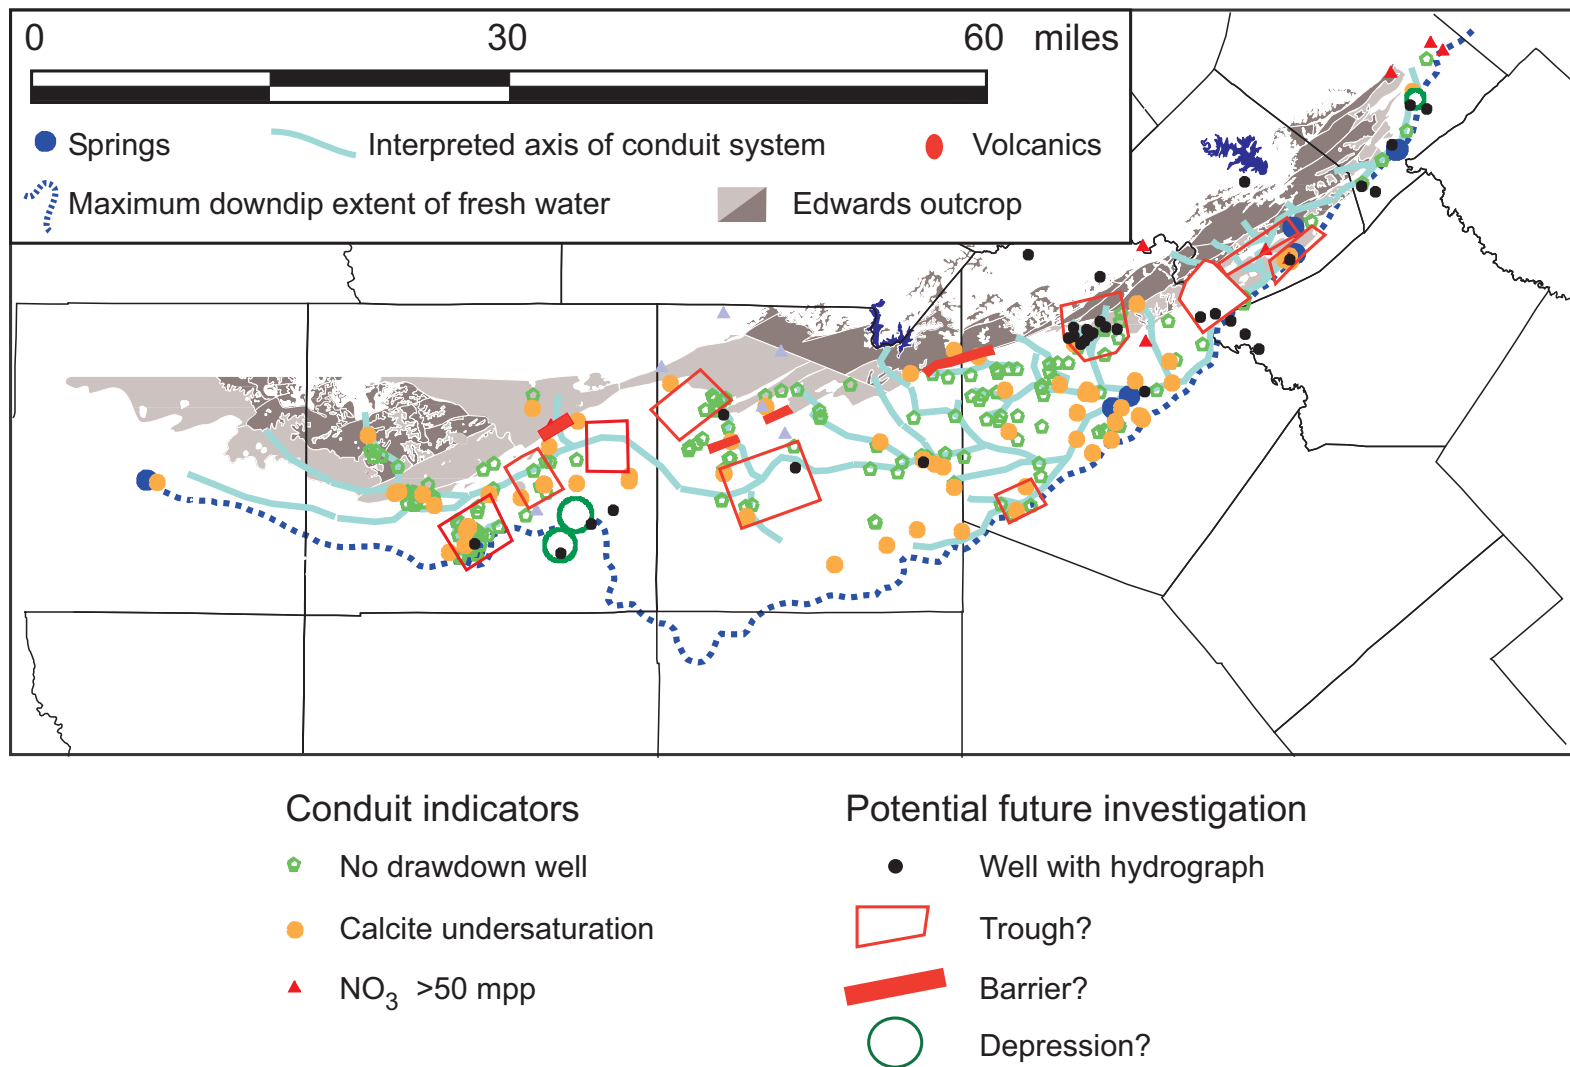 0 30 60 miles
Springs Interpreted axis of conduit system Volcanics
Maximum downdip extent of fresh water Edwards outcrop
Conduit indicators Potential future investigation
No drawdown well Well with hydrograph
Calcite undersaturation Trough?
NO3 >50 mpp Barrier?
Depression?